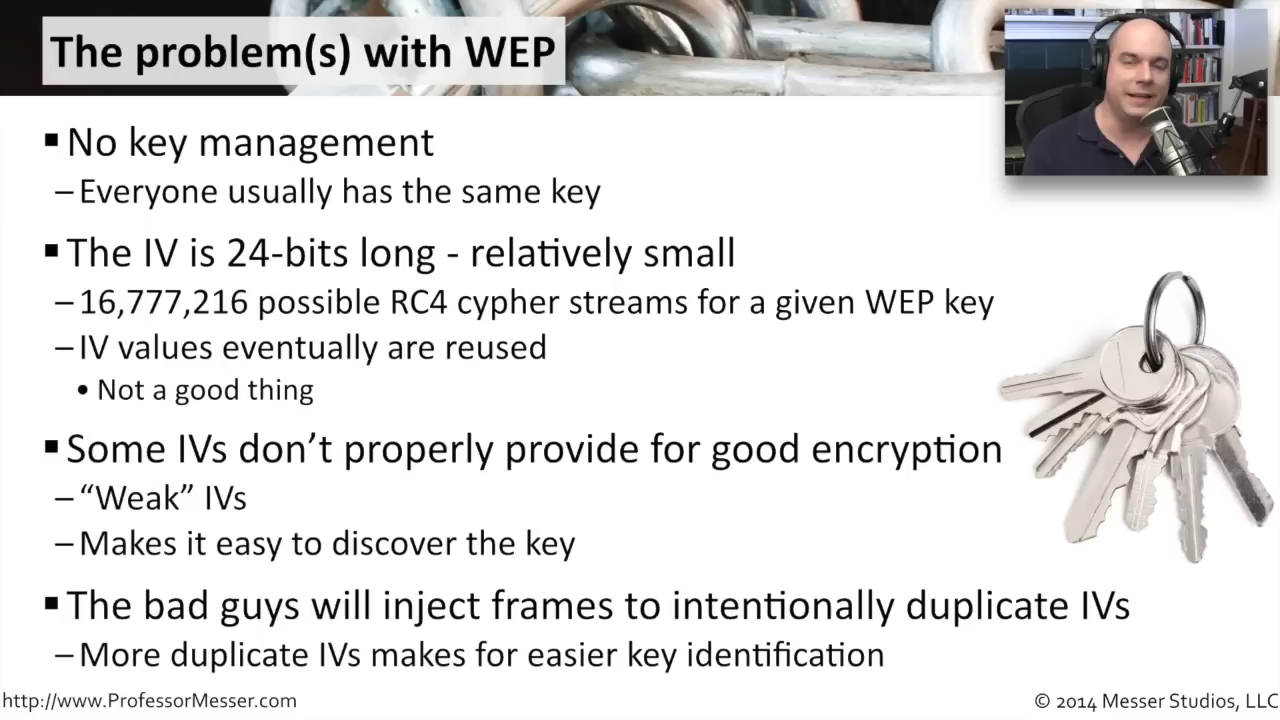 The problem(s) with WEP
▪ No key management
– Everyone usually has the same key
▪ The IV is 24-bits long - relatively small
– 16,777,216 possible RC4 cypher streams for a given WEP key
– IV values eventually are reused
• Not a good thing
▪ Some IVs don’t properly provide for good encryption
– “Weak” IVs
– Makes it easy to discover the key
▪ The bad guys will inject frames to intentionally duplicate IVs
– More duplicate IVs makes for easier key identification
http://www.ProfessorMesser.com
© 2014 Messer Studios, LLC